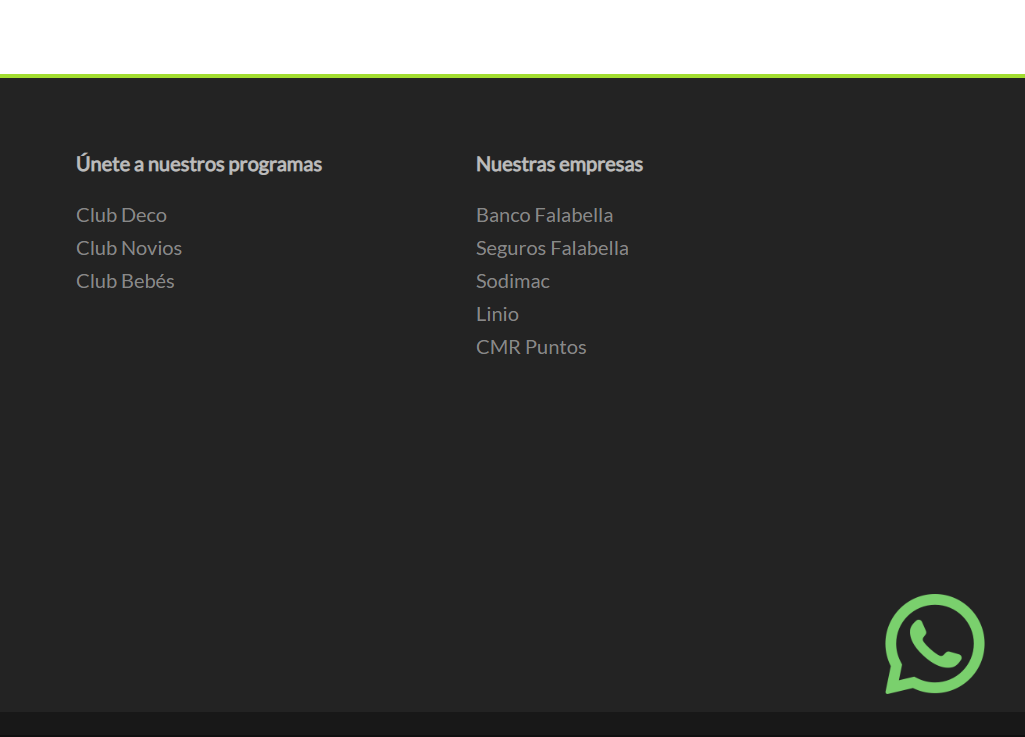 Únete a nuestros programas
Club Deco
Club Novios
Club Bebés
Nuestras empresas
Banco Falabella
Seguros Falabella
Sodimac
Linio
CMR Puntos